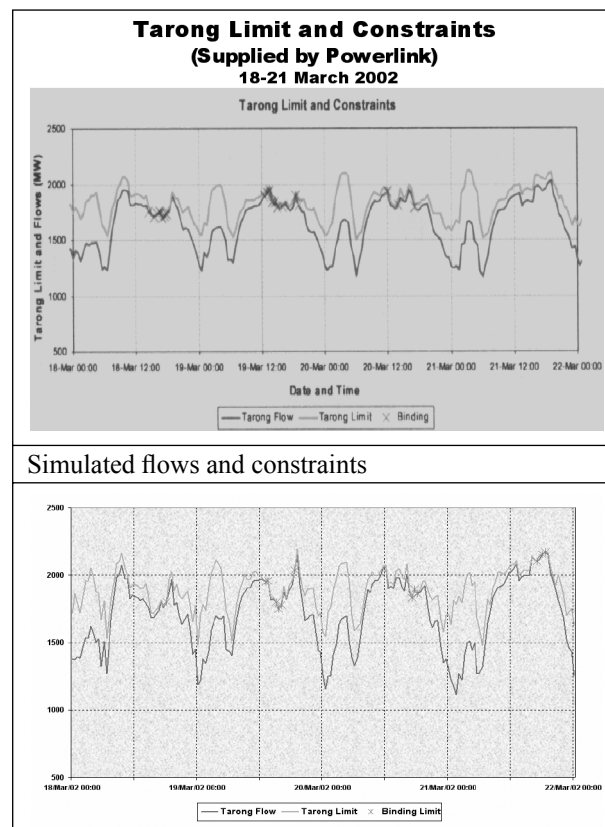 Tarong Limit and Constraints
(Supplied by Powerlink)
18-21 March 2002
Tarong Limit and Constraints
Tarong Limit and Flows (MW)
2500
2000
1500
1000
500
18-Mar 00:00 18-Mar 12:00 19-Mar 00:00 19-Mar 12:00 20-Mar 00:00 20-Mar 12:00 21-Mar 00:00 21-Mar 12:00 22-Mar 00:00
Date and Time
Tarong Flow Tarong Limit Binding
Simulated flows and constraints
2500
2000
1500
1000
500
18/Mar/02 00:00 19/Mar/02 00:00 20/Mar/02 00:00 21/Mar/02 00:00 22/Mar/02 00:00
Tarong Flow Tarong Limit Binding Limit